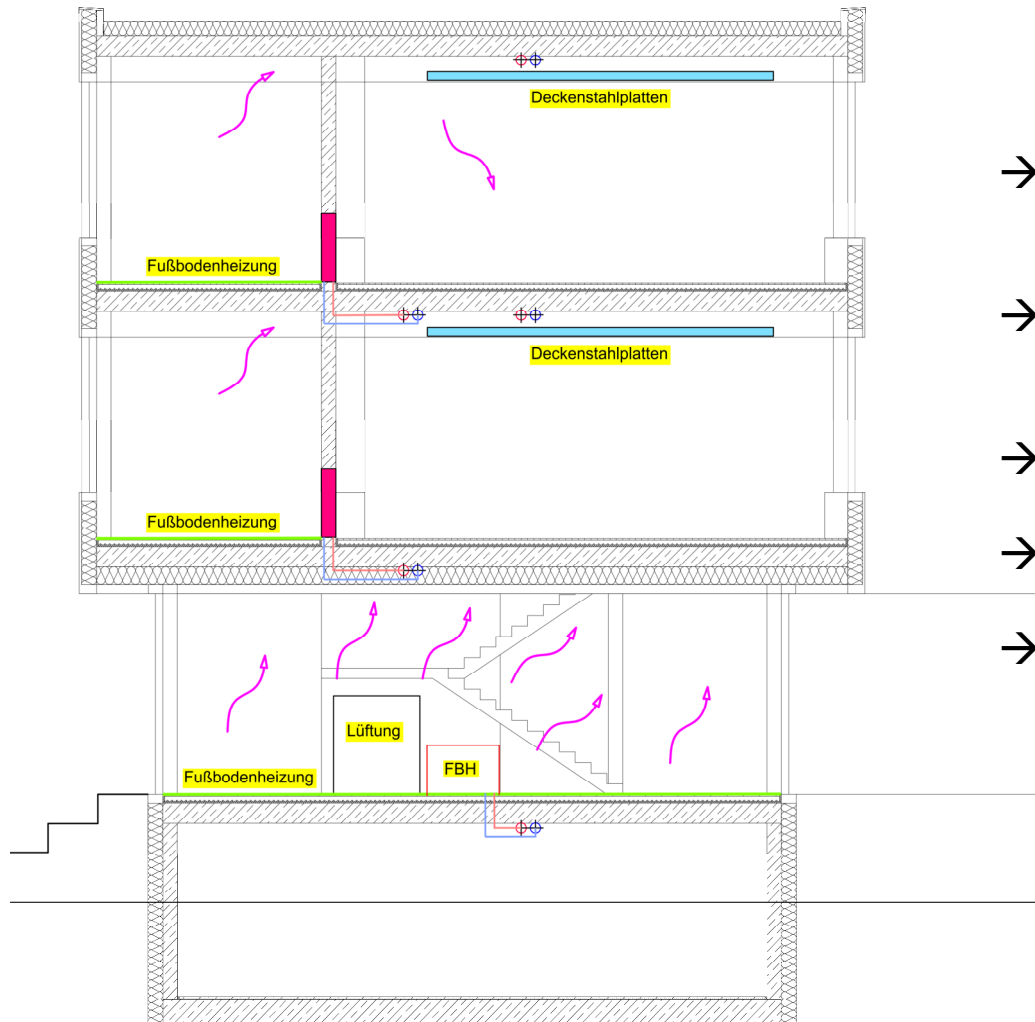 Deckenstahlplatten
Fußbodenheizung
Deckenstahlplatten
Fußbodenheizung
Lüftung
FBH
Fußbodenheizung